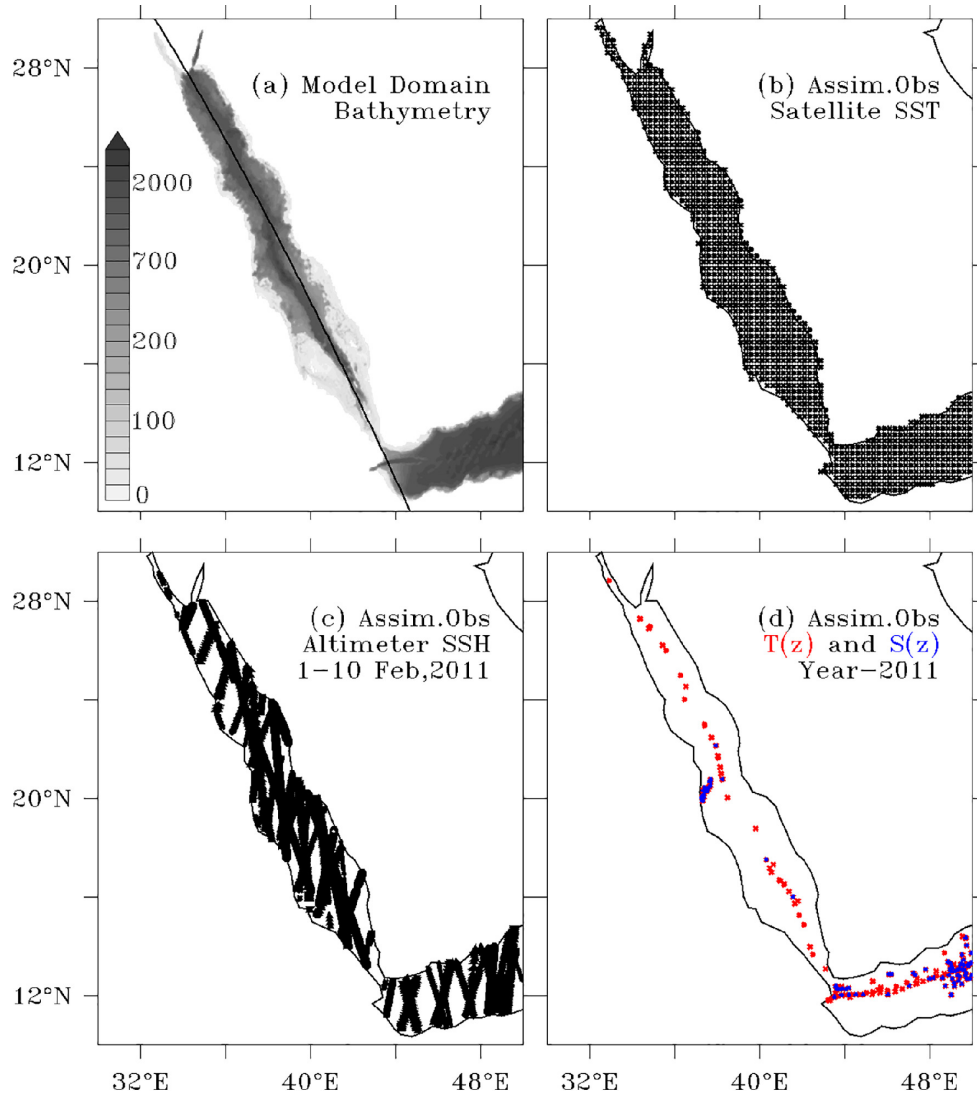 28°N
20°N
12°N
(a) Model Domain
Bathymetry
2000
700
200
100
0
(b) Assim.Obs
Satellite SST
28°N
20°N
12°N
(c) Assim.Obs
Altimeter SSH
1-10 Feb,2011
(d) Assim.Obs
T(z) and S(z)
Year-2011
32°E
40°E
48°E
32°E
40°E
48°E